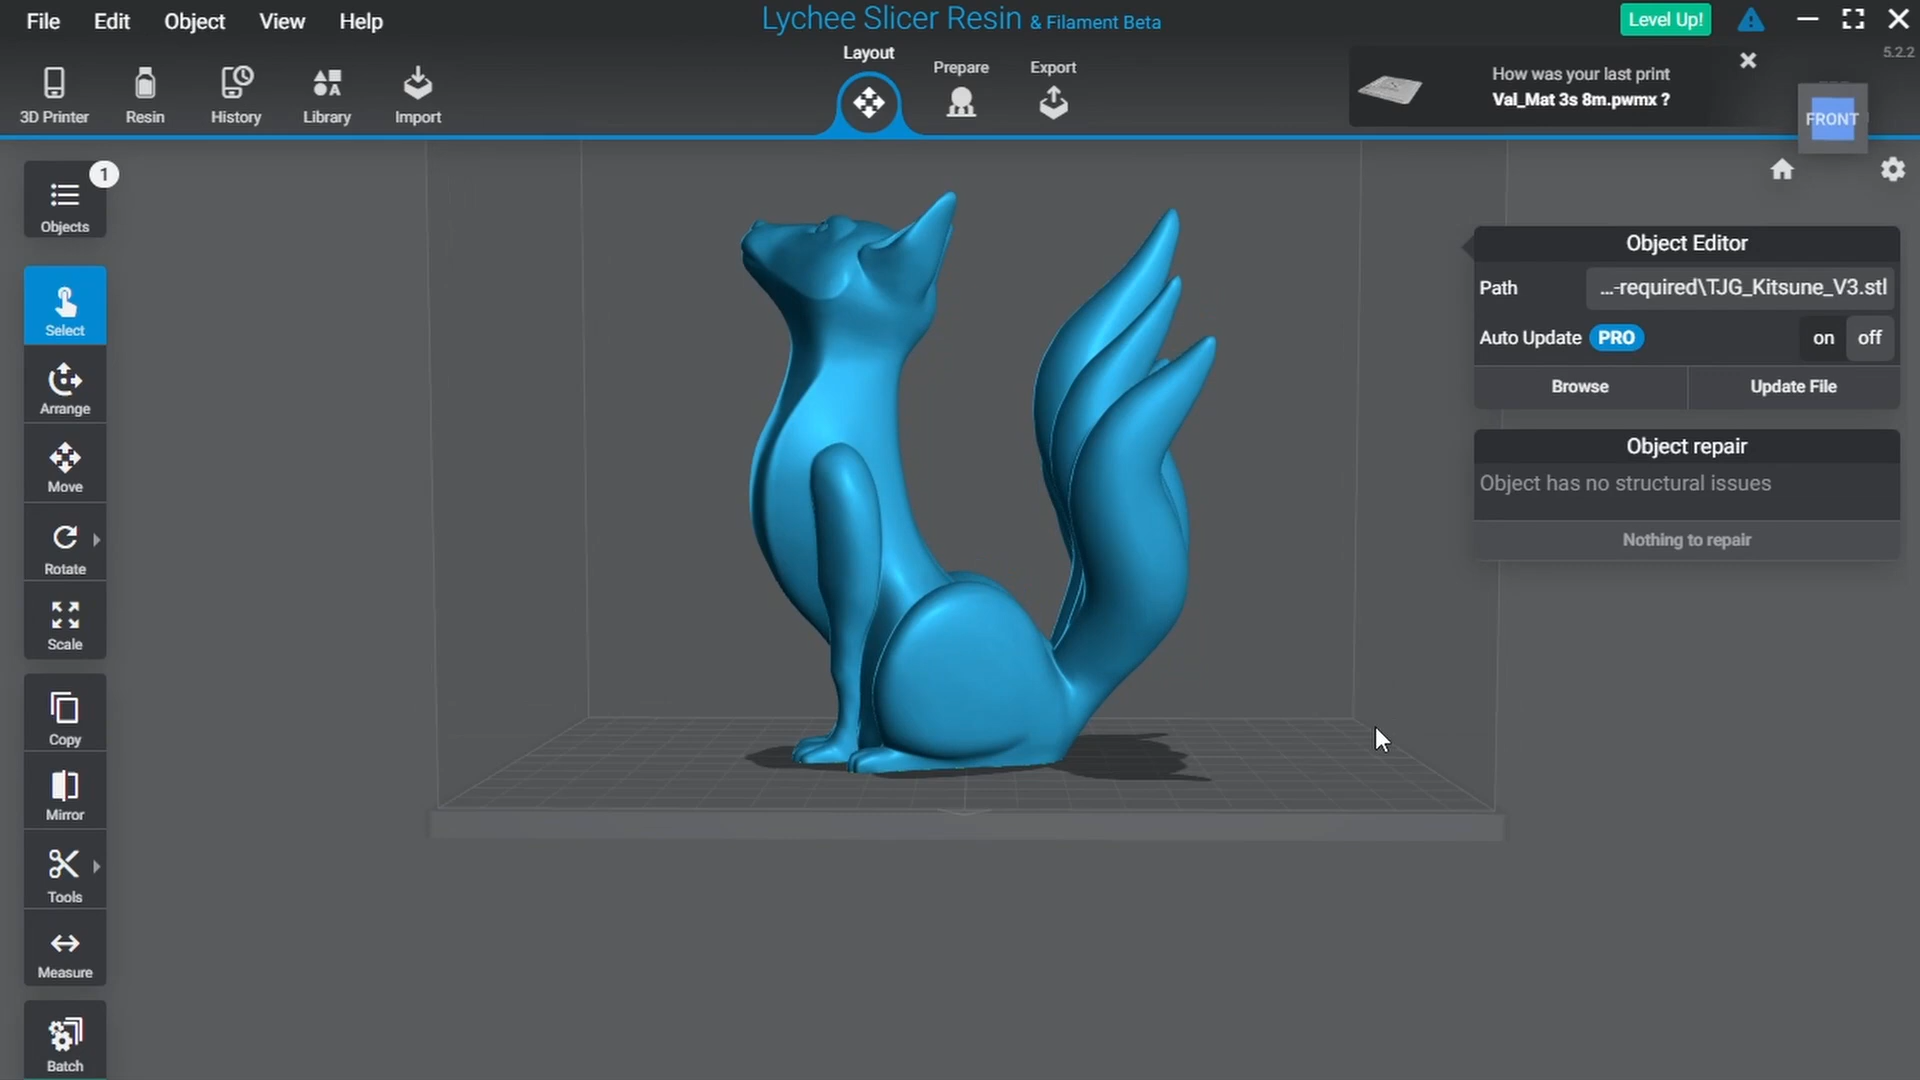 File Edit Object View Help
Lychee Slicer Resin & Filament Beta
Level Up!
5.2.2
3D Printer
Resin
History
Library
Import
Layout
Prepare
Export
How was your last print
Val_Mat 3s 8m.pwmx ?
FRONT
1
Objects
Select
Arrange
Move
Rotate
Scale
Copy
Mirror
Tools
Measure
Batch
Object Editor
Path ...-required\TJG_Kitsune_V3.stl
Auto Update PRO on off
Browse Update File
Object repair
Object has no structural issues
Nothing to repair